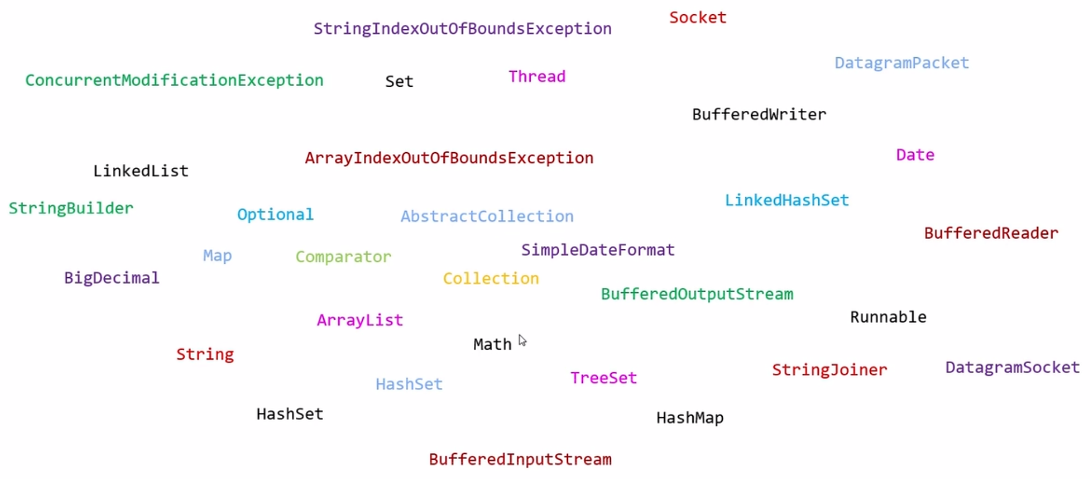 Socket
StringIndexOutOfBoundsException
DatagramPacket
Thread
ConcurrentModificationException
Set
BufferedWriter
Date
ArrayIndexOutOfBoundsException
LinkedList
LinkedHashSet
StringBuilder
Optional
AbstractCollection
BufferedReader
SimpleDateFormat
Map
Comparator
BigDecimal
Collection
BufferedOutputStream
Runnable
ArrayList
Math
String
DatagramSocket
StringJoiner
TreeSet
HashSet
HashSet
HashMap
BufferedInputStream